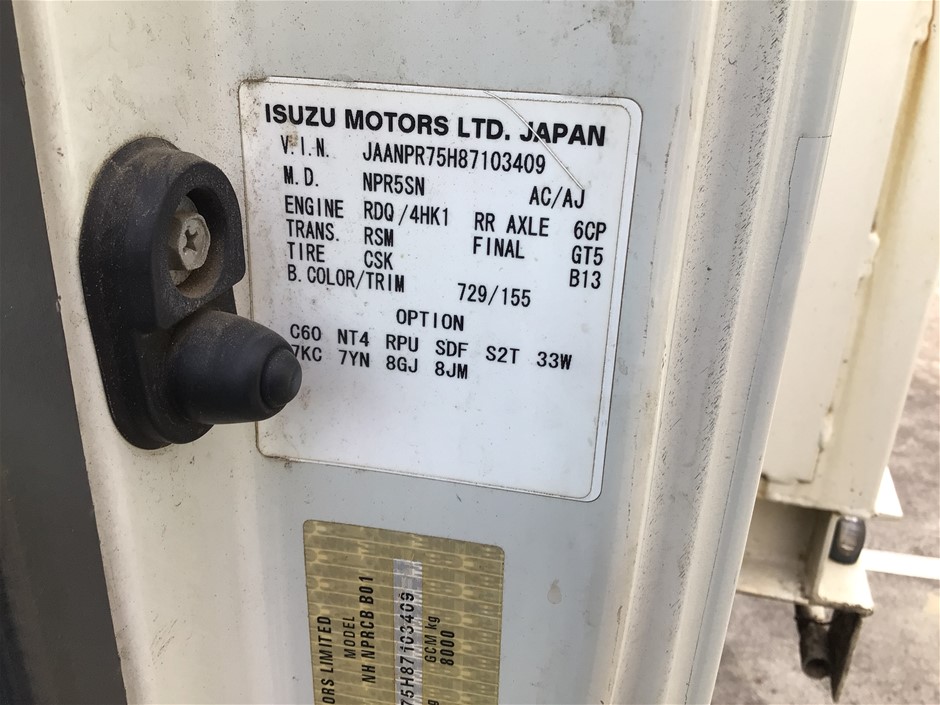 ISUZU MOTORS LTD. JAPAN
V.I.N. JAANPR75H87103409
M.D. NPR5SN AC/AJ
ENGINE RDQ/4HK1 RR AXLE 6CP
TRANS. RSM FINAL GT5
TIRE CSK B13
B.COLOR/TRIM 729/155
OPTION
C60 NT4 RPU SDF S2T 33W
7KC 7YN 8GJ 8JM
ORS LIMITED
MODEL
NH NPRCB B01
75H87103409
GCM kg
8000